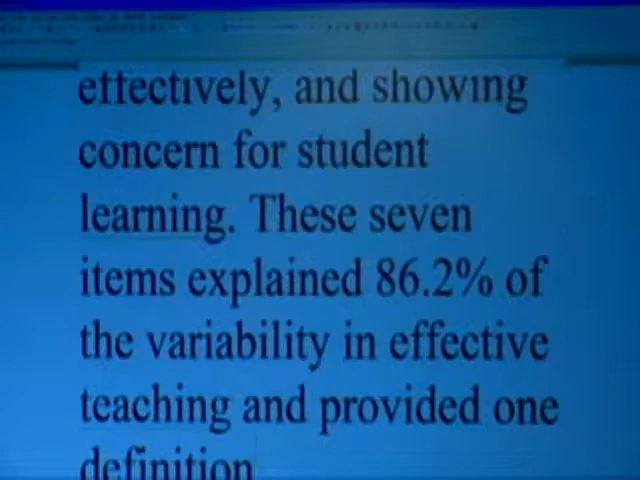 effectively, and showing
concern for student
learning. These seven
items explained 86.2% of
the variability in effective
teaching and provided one
definition